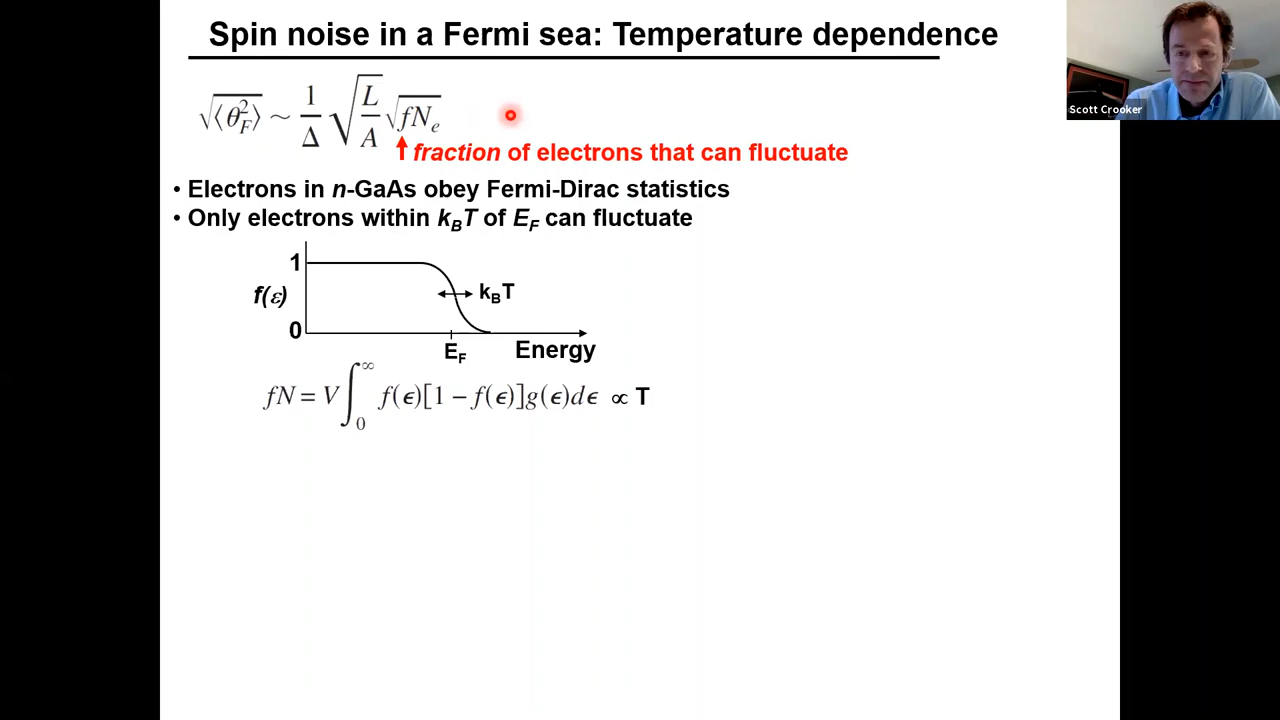 Spin noise in a Fermi sea: Temperature dependence
√⟨θ_F^2⟩ ~ 1/Δ √(L/A) √(fN_e)
fraction of electrons that can fluctuate
• Electrons in n-GaAs obey Fermi-Dirac statistics
• Only electrons within k_BT of E_F can fluctuate
1
f(ε)
k_BT
0
E_F
Energy
fN = V ∫_0^∞ f(ϵ)[1 − f(ϵ)]g(ϵ)dϵ ∝ T
Scott Crooker